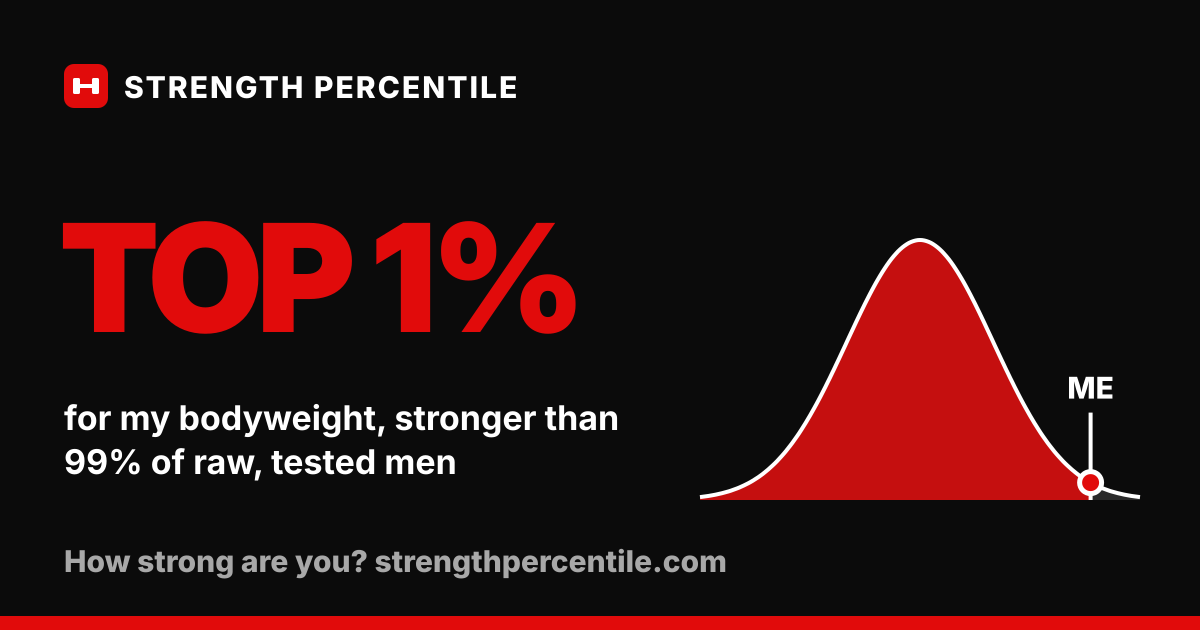 STRENGTH PERCENTILE
TOP 1%
for my bodyweight, stronger than
99% of raw, tested men
ME
How strong are you? strengthpercentile.com